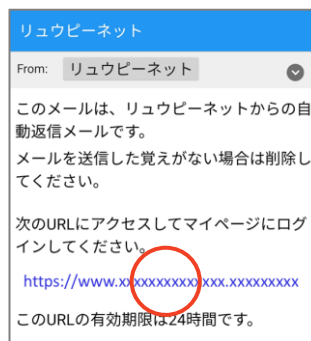 リュウピーネット
From: リュウピーネット
このメールは、リュウピーネットからの自
動返信メールです。
メールを送信した覚えがない場合は削除し
てください。
次のURLにアクセスしてマイページにログ
インしてください。
https://www.xxxxxxxxxxxxx.xxxxxxxxx
このURLの有効期限は24時間です。